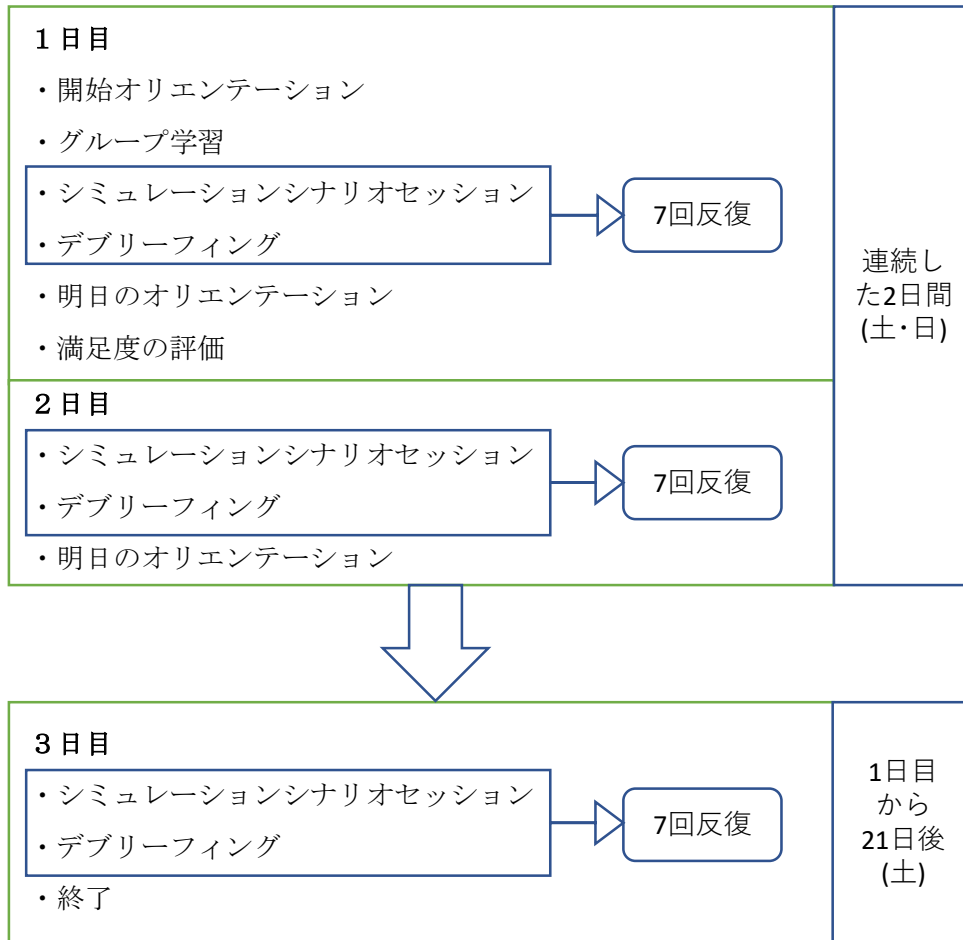 １日目
・開始オリエンテーション
・グループ学習
・シミュレーションシナリオセッション
・デブリーフィング
7回反復
・明日のオリエンテーション
・満足度の評価
連続し
た2日間
(土・日)
２日目
・シミュレーションシナリオセッション
・デブリーフィング
7回反復
・明日のオリエンテーション
３日目
・シミュレーションシナリオセッション
・デブリーフィング
7回反復
・終了
1日目
から
21日後
(土)